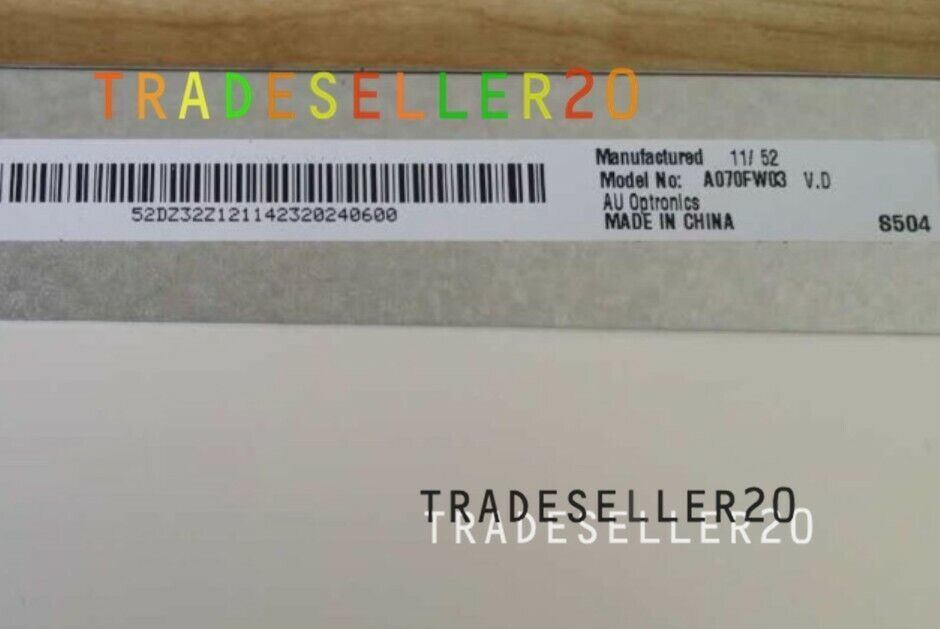 TRADESELLER20
Manufactured 11/ 52
Model No: A070FW03 V.D
52DZ32Z121142320240600
AU Optronics
MADE IN CHINA
S504
TRADESELLER20
TRADESELLER20